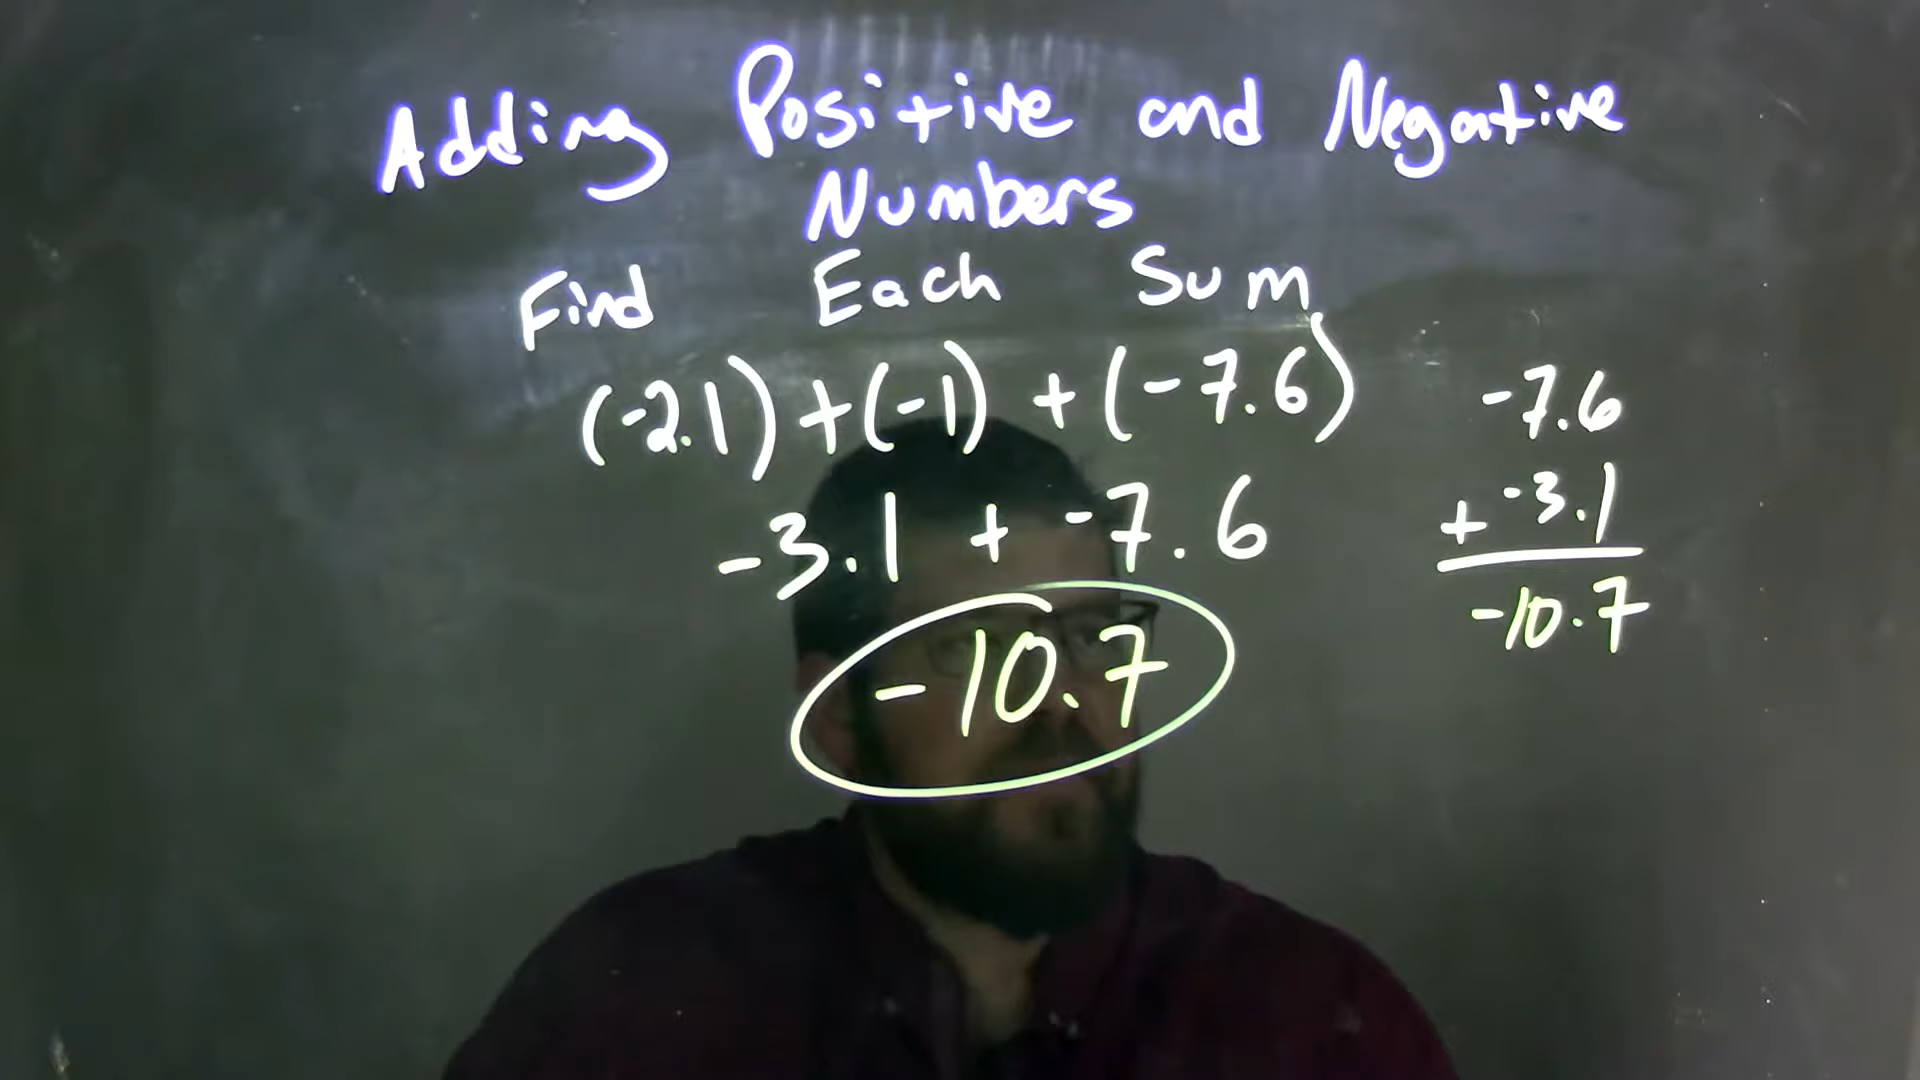 Adding Positive and Negative
Numbers
Find Each Sum
(-2.1) + (-1) + (-7.6)
-3.1 + -7.6
-10.7
-7.6
+ -3.1
-10.7